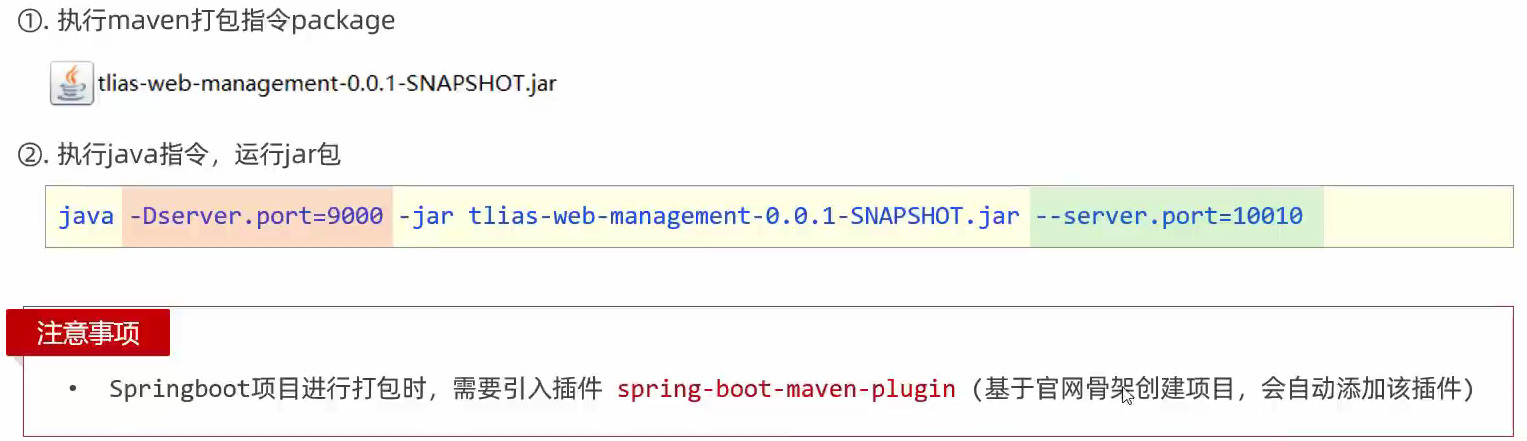 ①. 执行maven打包指令package
tlias-web-management-0.0.1-SNAPSHOT.jar
②. 执行java指令，运行jar包
java -Dserver.port=9000 -jar tlias-web-management-0.0.1-SNAPSHOT.jar --server.port=10010
注意事项
• Springboot项目进行打包时，需要引入插件 spring-boot-maven-plugin (基于官网骨架创建项目，会自动添加该插件)